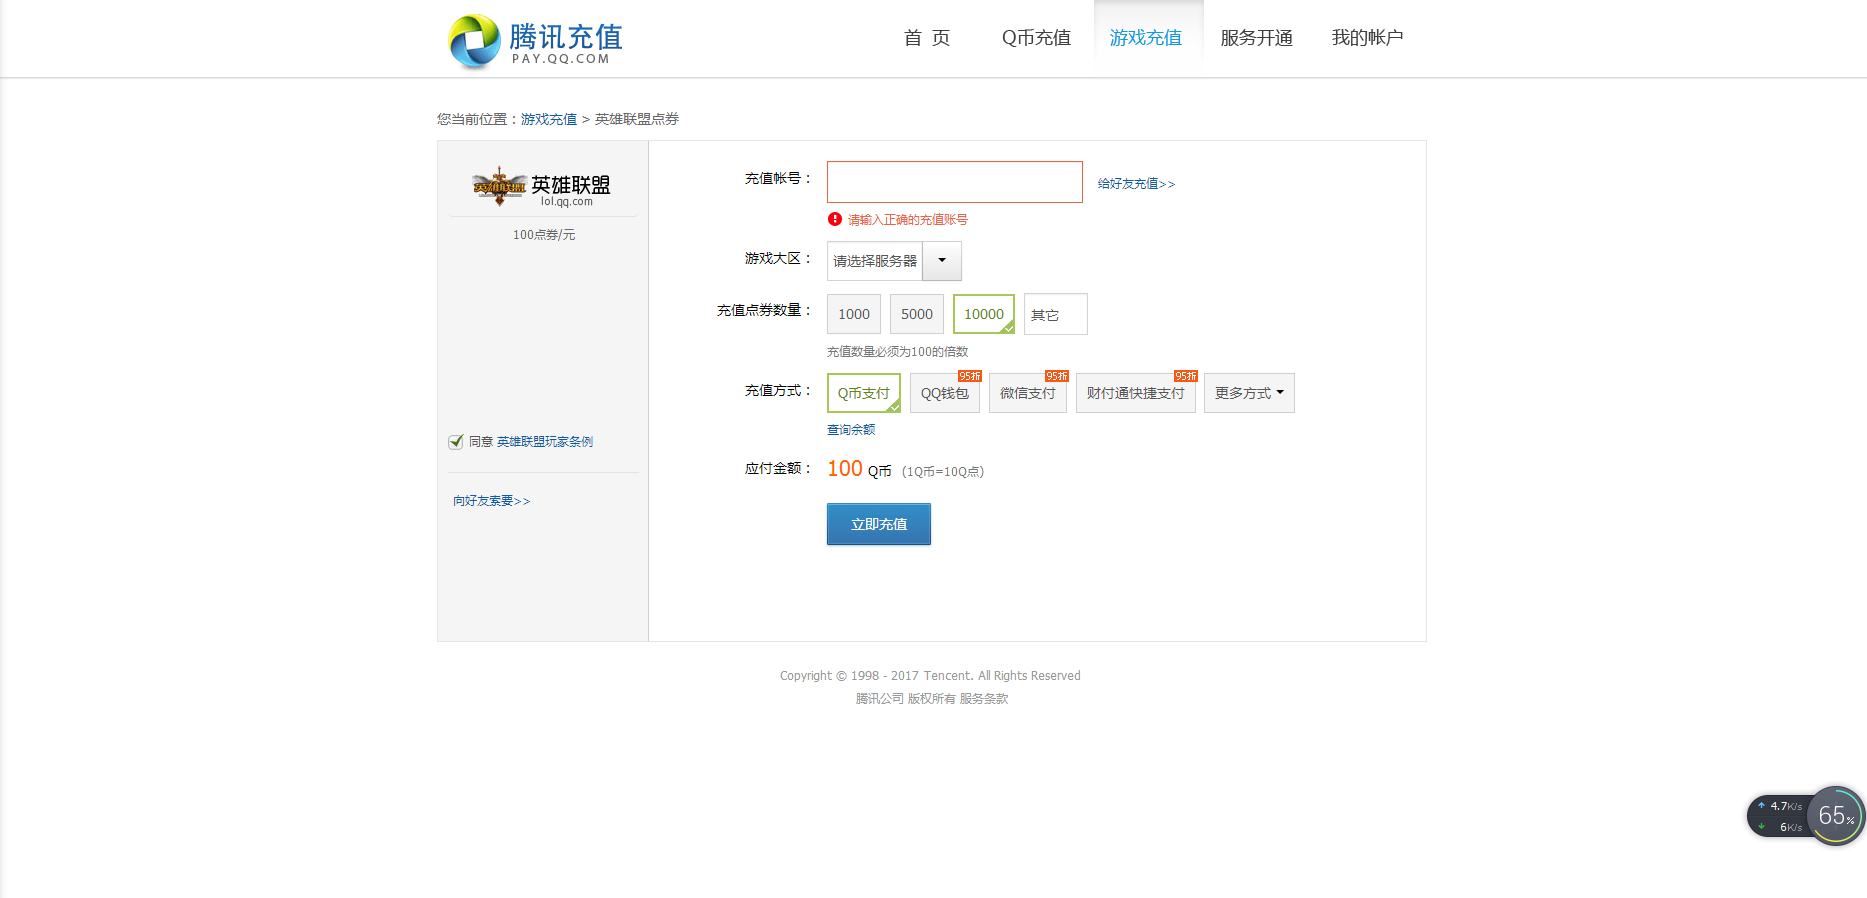 腾讯充值
PAY.QQ.COM
首 页 Q币充值 游戏充值 服务开通 我的帐户
您当前位置：游戏充值 > 英雄联盟点券
英雄联盟 英雄联盟
lol.qq.com
100点券/元
同意 英雄联盟玩家条例
向好友索要>>
充值帐号： 给好友充值>>
请输入正确的充值账号
游戏大区： 请选择服务器
充值点券数量： 1000 5000 10000 其它
充值数量必须为100的倍数
95折 95折 95折
充值方式： Q币支付 QQ钱包 微信支付 财付通快捷支付 更多方式
查询余额
应付金额： 100 Q币 （1Q币=10Q点）
立即充值
Copyright © 1998 - 2017 Tencent. All Rights Reserved
腾讯公司 版权所有 服务条款
4.7K/s
6K/s
65%